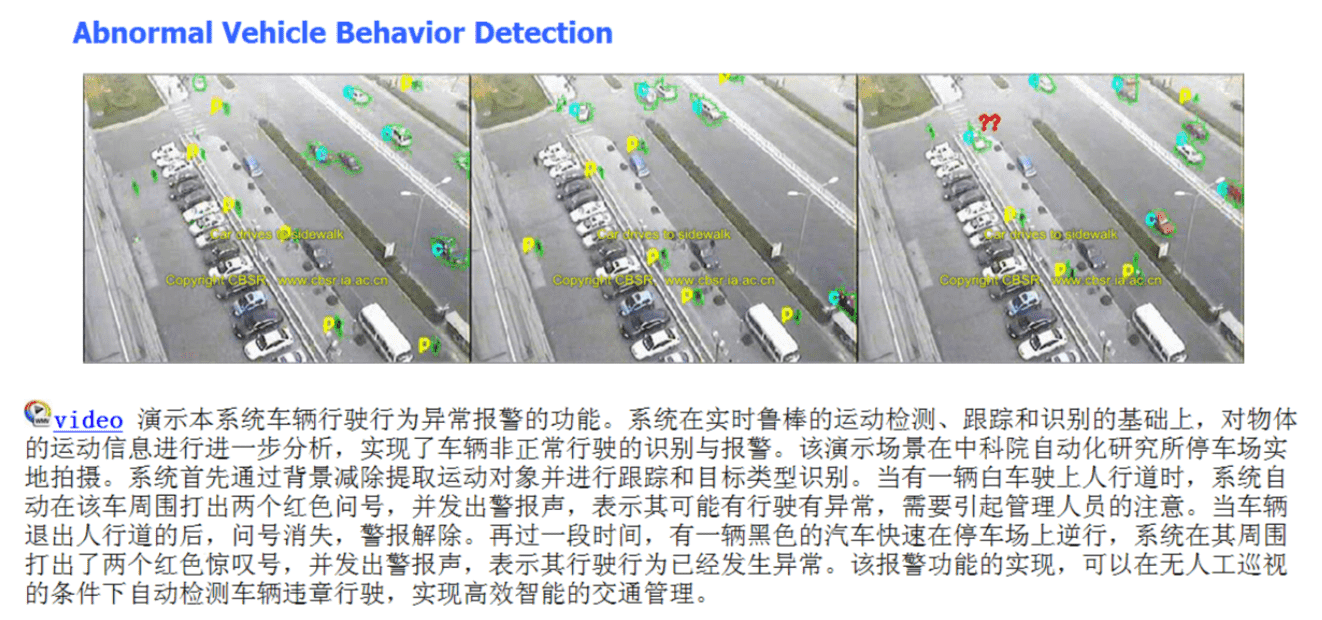 Abnormal Vehicle Behavior Detection
P C P
C
P C
P
P
C
P
P
Car drives to sidewalk
Copyright CBSR www.cbsr.ia.ac.cn
C C P
C
P
P
P
P
P
C
P
Car drives to sidewalk
Copyright CBSR www.cbsr.ia.ac.cn
C C P
??
C C
C
P C
P P
Car drives to sidewalk
Copyright CBSR www.cbsr.ia.ac.cn
video 演示本系统车辆行驶行为异常报警的功能。系统在实时鲁棒的运动检测、跟踪和识别的基础上，对物体
的运动信息进行进一步分析，实现了车辆非正常行驶的识别与报警。该演示场景在中科院自动化研究所停车场实
地拍摄。系统首先通过背景减除提取运动对象并进行跟踪和目标类型识别。当有一辆白车驶上人行道时，系统自
动在该车周围打出两个红色问号，并发出警报声，表示其可能有行驶有异常，需要引起管理人员的注意。当车辆
退出人行道的后，问号消失，警报解除。再过一段时间，有一辆黑色的汽车快速在停车场上逆行，系统在其周围
打出了两个红色惊叹号，并发出警报声，表示其行驶行为已经发生异常。该报警功能的实现，可以在无人工巡视
的条件下自动检测车辆违章行驶，实现高效智能的交通管理。